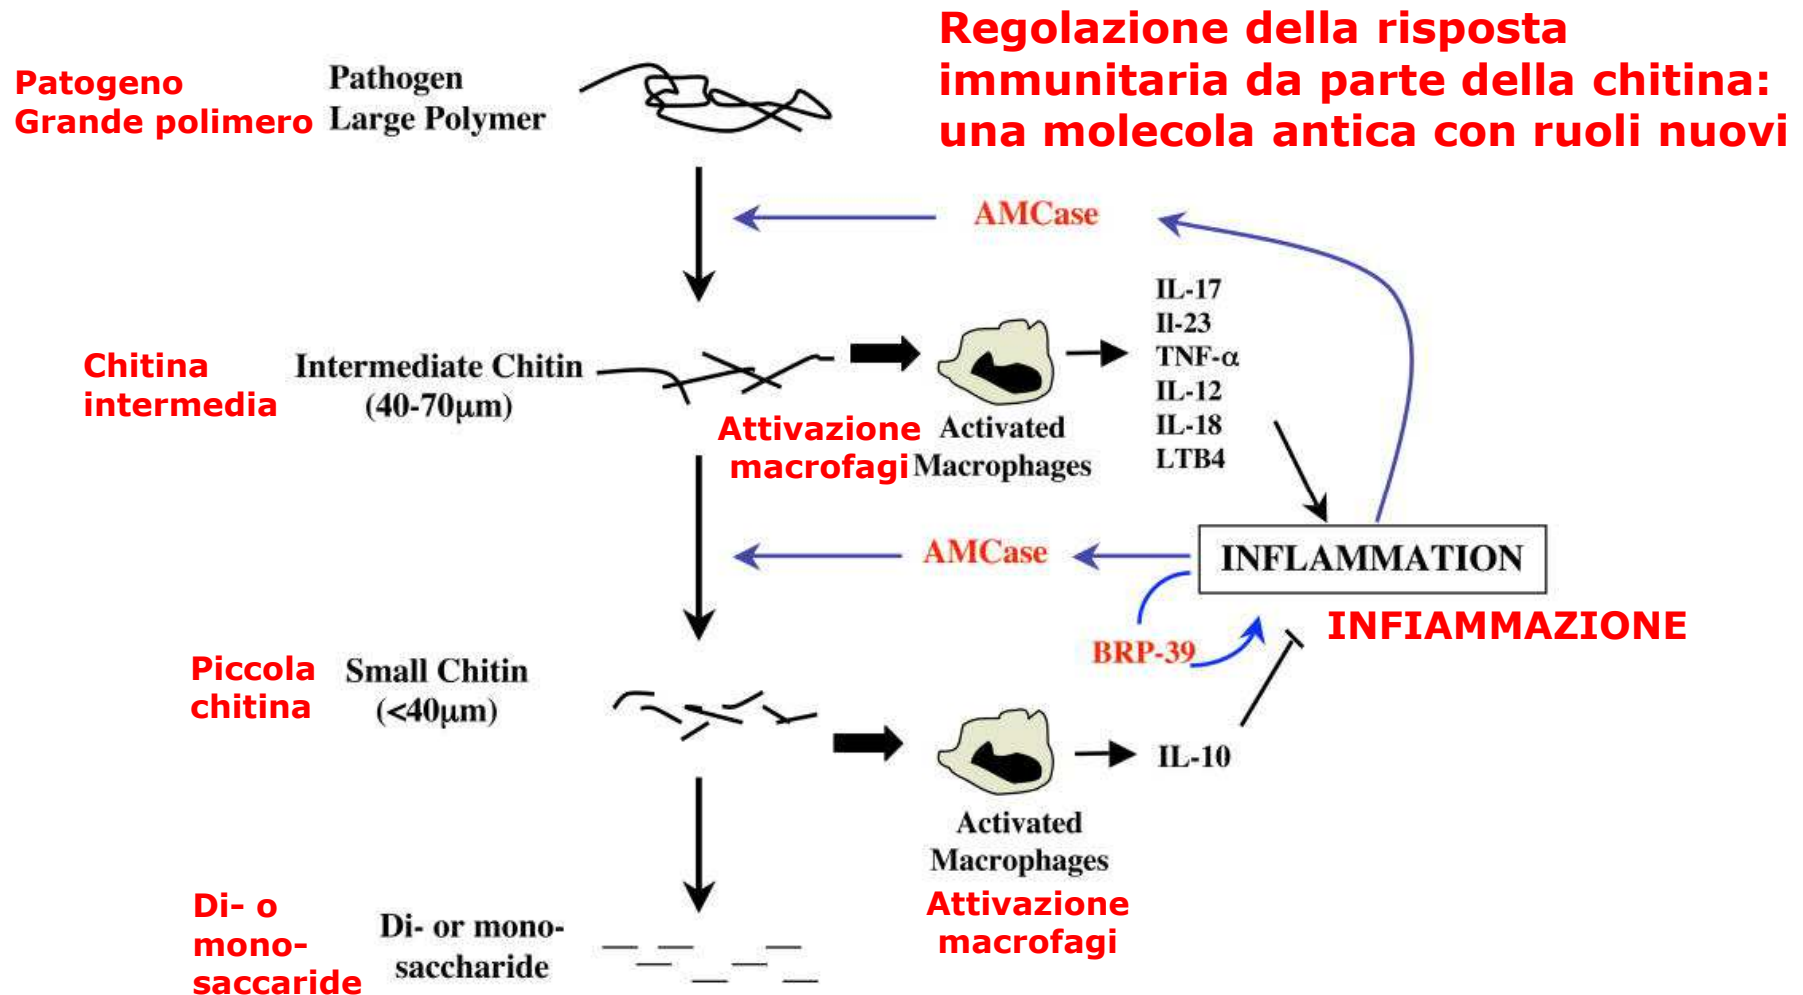 Regolazione della risposta
immunitaria da parte della chitina:
una molecola antica con ruoli nuovi
Patogeno
Grande polimero
Pathogen
Large Polymer
AMCase
IL-17
Il-23
TNF-α
IL-12
IL-18
LTB4
Chitina
intermedia
Intermediate Chitin
(40-70μm)
Attivazione
macrofagi
Activated
Macrophages
AMCase
INFLAMMATION
INFIAMMAZIONE
BRP-39
Piccola
chitina
Small Chitin
(<40μm)
IL-10
Activated
Macrophages
Attivazione
macrofagi
Di- o
mono-
saccaride
Di- or mono-
saccharide